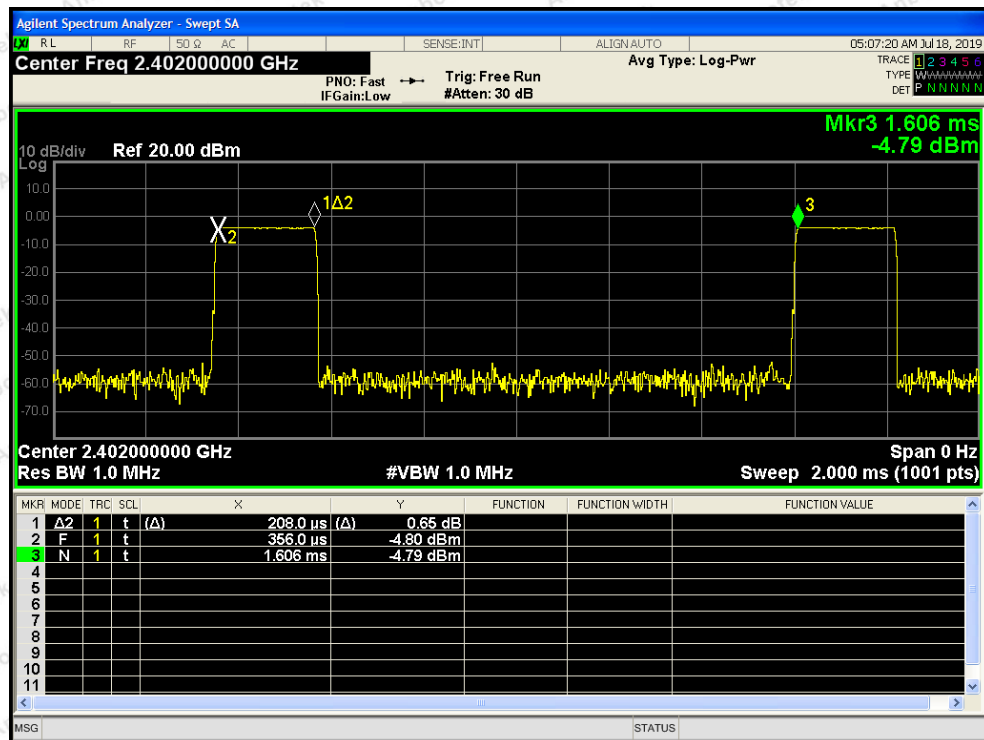 Agilent Spectrum Analyzer - Swept SA
LXI RL RF 50 Ω AC SENSE:INT ALIGN AUTO 05:07:20 AM Jul 18, 2019
Center Freq 2.402000000 GHz Avg Type: Log-Pwr TRACE 1 2 3 4 5 6
PNO: Fast Trig: Free Run TYPE WWWWWW
IFGain:Low #Atten: 30 dB DET P N N N N N
Mkr3 1.606 ms
10 dB/div Ref 20.00 dBm -4.79 dBm
Log
10.0
0.00
-10.0
-20.0
-30.0
-40.0
-50.0
-60.0
-70.0
X2 1Δ2 3
Center 2.402000000 GHz Span 0 Hz
Res BW 1.0 MHz #VBW 1.0 MHz Sweep 2.000 ms (1001 pts)
MKR MODE TRC SCL X Y FUNCTION FUNCTION WIDTH FUNCTION VALUE
1 Δ2 1 t (Δ) 208.0 µs (Δ) 0.65 dB
2 F 1 t 356.0 µs -4.80 dBm
3 N 1 t 1.606 ms -4.79 dBm
4
5
6
7
8
9
10
11
MSG STATUS